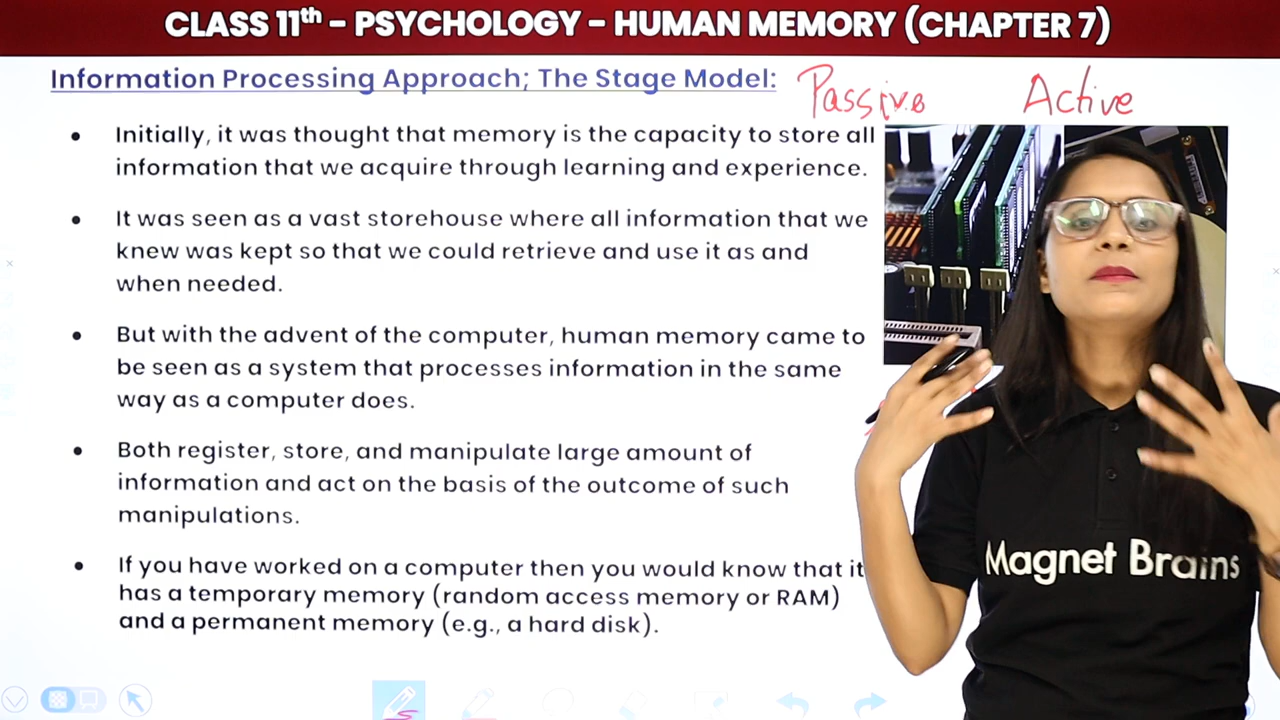 CLASS 11th – PSYCHOLOGY – HUMAN MEMORY (CHAPTER 7)
Information Processing Approach; The Stage Model:
Passive Active
• Initially, it was thought that memory is the capacity to store all
information that we acquire through learning and experience.
• It was seen as a vast storehouse where all information that we
knew was kept so that we could retrieve and use it as and
when needed.
• But with the advent of the computer, human memory came to
be seen as a system that processes information in the same
way as a computer does.
• Both register, store, and manipulate large amount of
information and act on the basis of the outcome of such
manipulations.
• If you have worked on a computer then you would know that it
has a temporary memory (random access memory or RAM)
and a permanent memory (e.g., a hard disk).
Magnet Brains